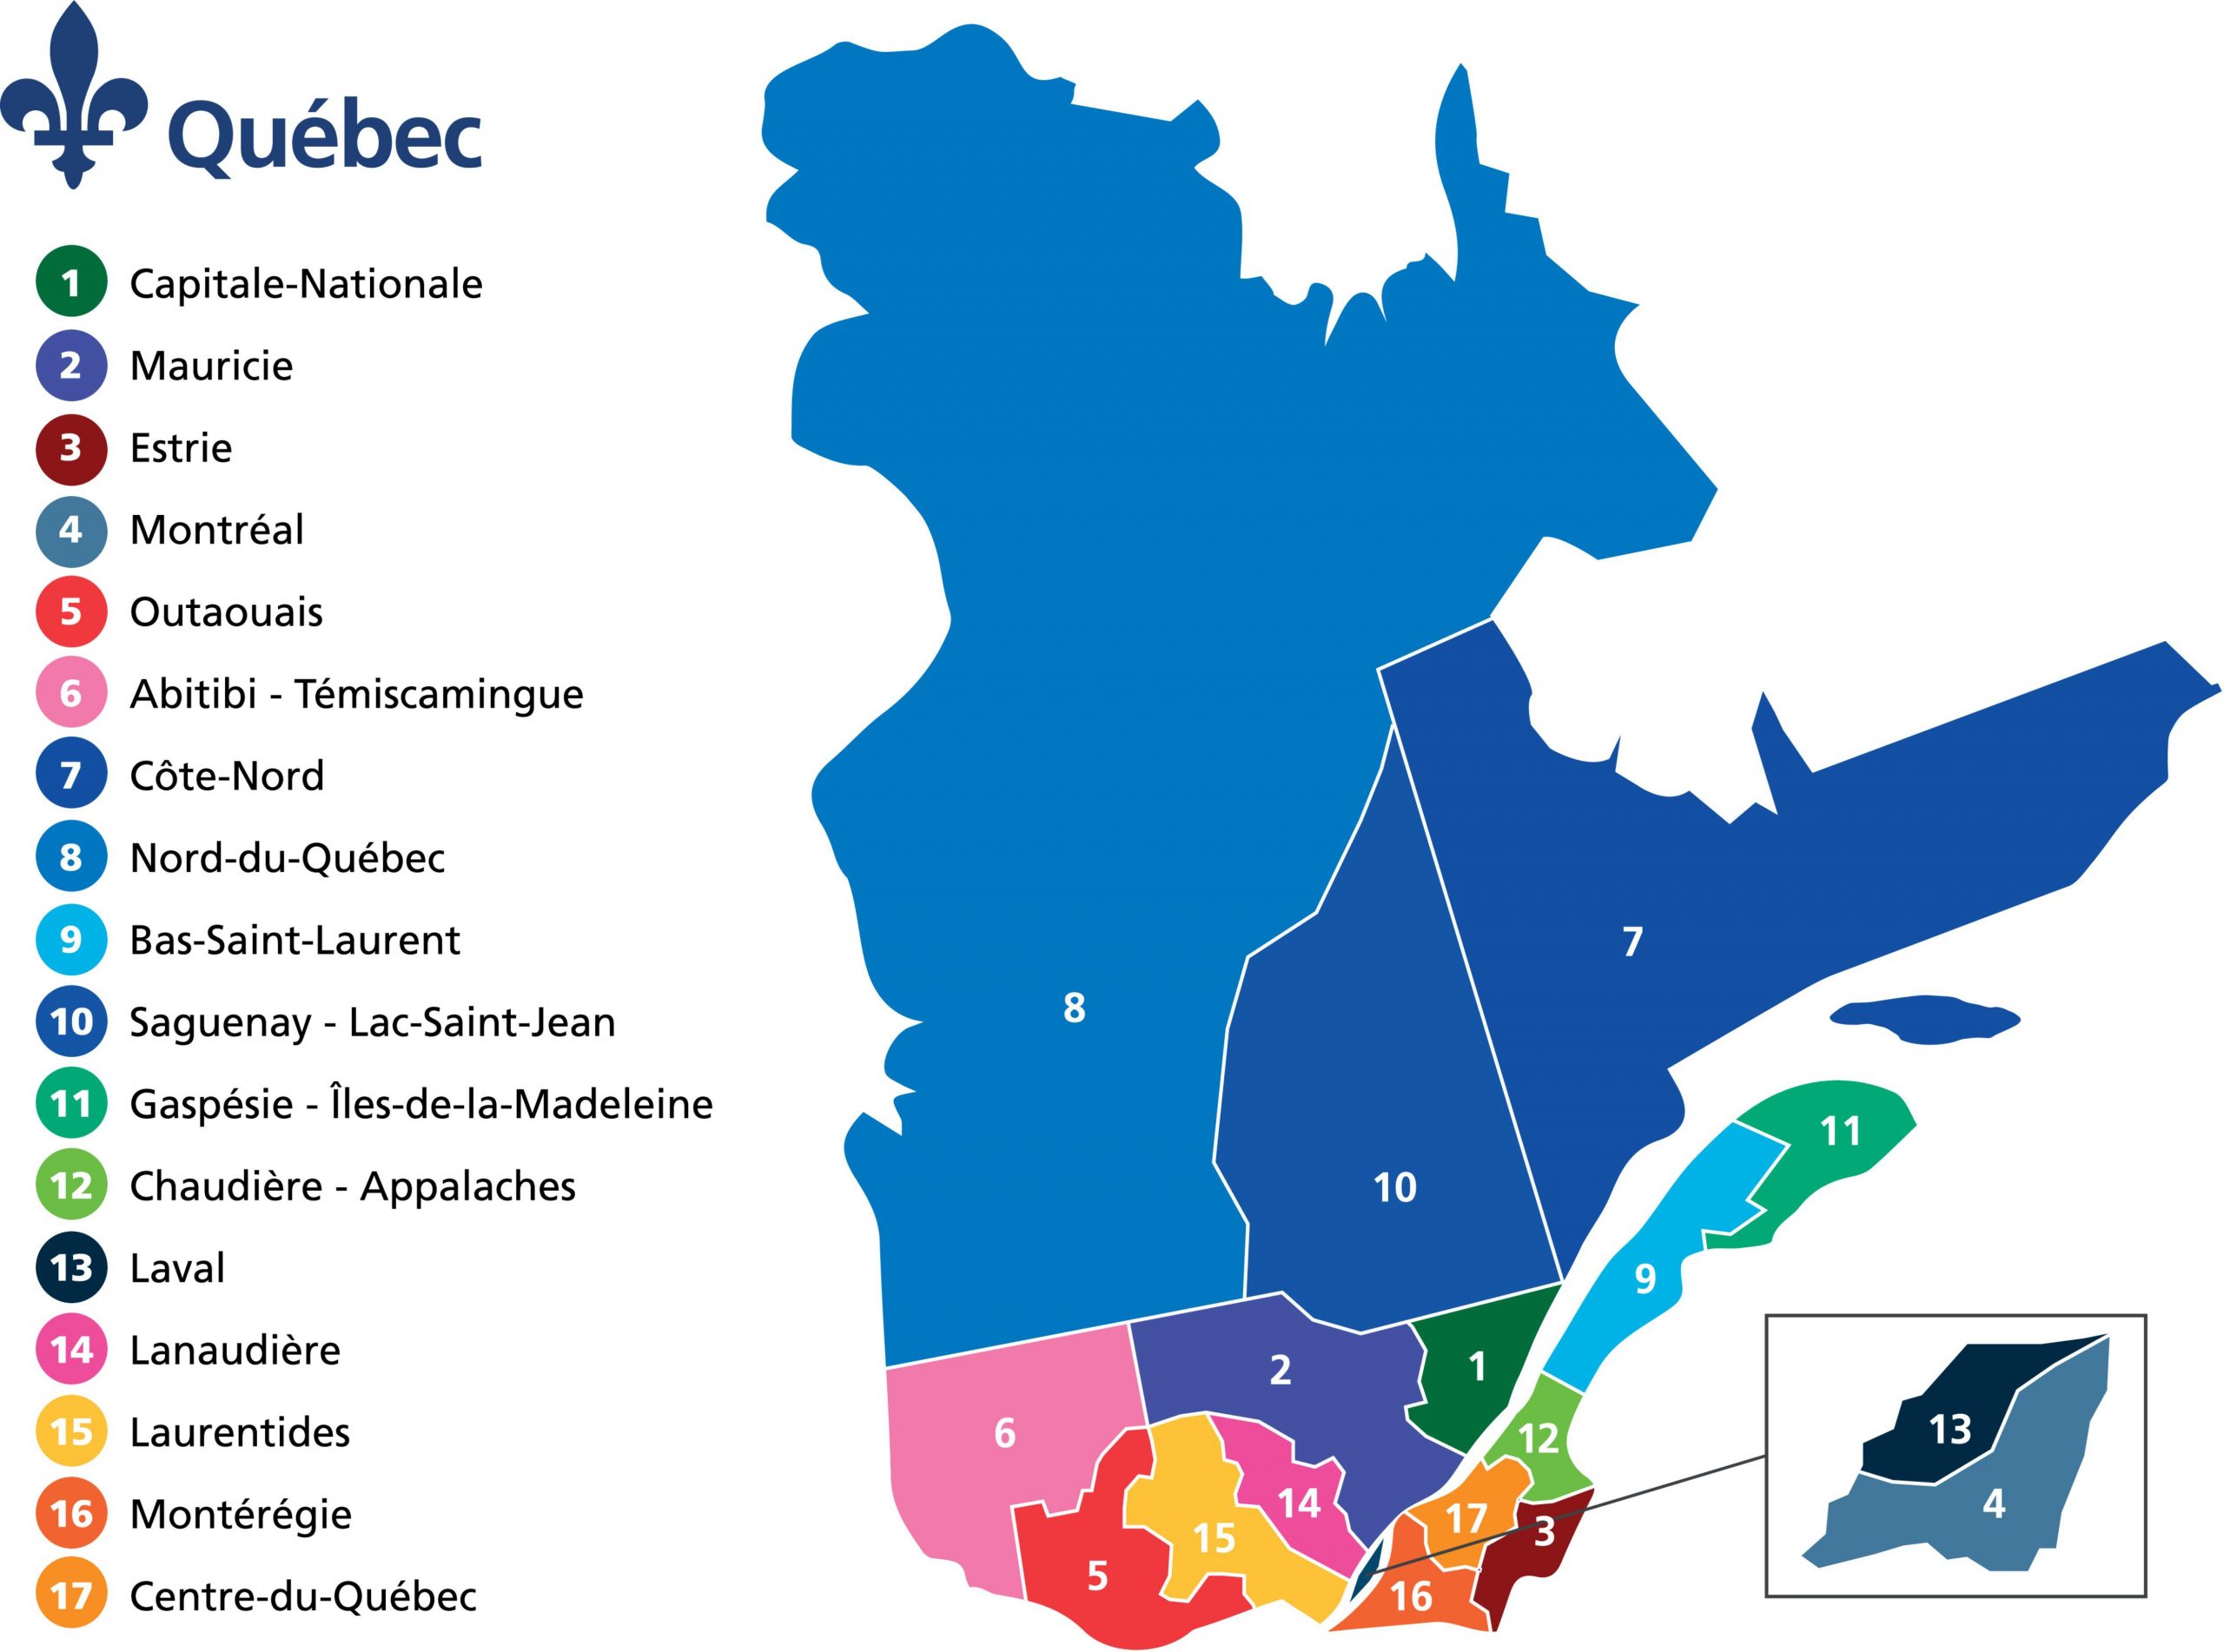 Québec
1 Capitale-Nationale
2 Mauricie
3 Estrie
4 Montréal
5 Outaouais
6 Abitibi - Témiscamingue
7 Côte-Nord
8 Nord-du-Québec
9 Bas-Saint-Laurent
10 Saguenay - Lac-Saint-Jean
11 Gaspésie - Îles-de-la-Madeleine
12 Chaudière - Appalaches
13 Laval
14 Lanaudière
15 Laurentides
16 Montérégie
17 Centre-du-Québec
7
8
11
10
9
1
2
6
12
13
14
4
17
3
15
5
16